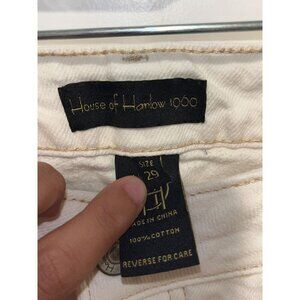 House of Harlow 1960
SIZE
29
MADE IN CHINA
100% COTTON
REVERSE FOR CARE